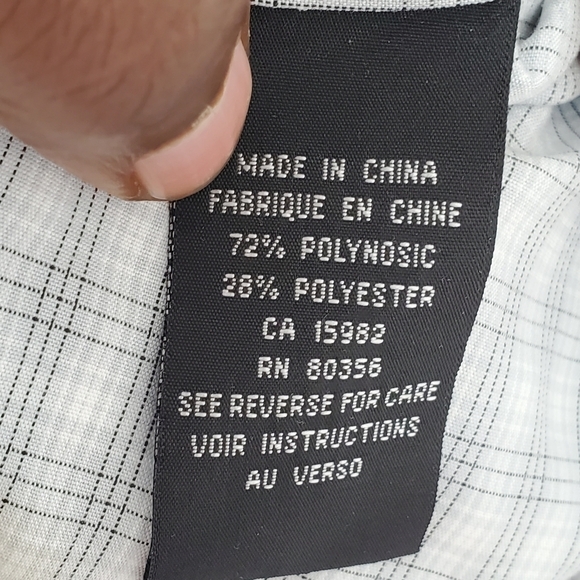 MADE IN CHINA
FABRIQUE EN CHINE
72% POLYNOSIC
28% POLYESTER
CA 15982
RN 80356
SEE REVERSE FOR CARE
VOIR INSTRUCTIONS
AU VERSO